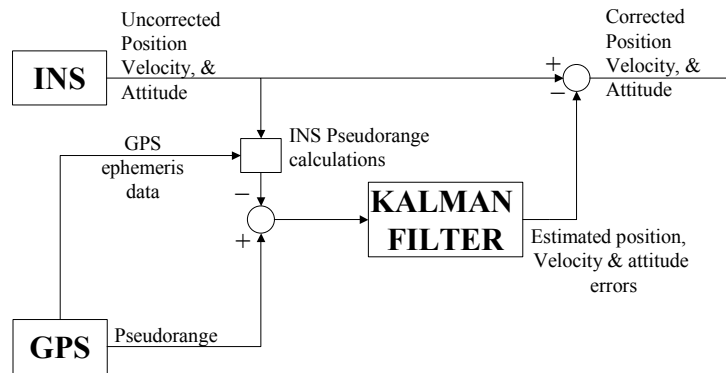 Uncorrected
Position
Velocity, &
Attitude
Corrected
Position
Velocity, &
Attitude
INS
+
−
GPS
ephemeris
data
INS Pseudorange
calculations
−
+
KALMAN
FILTER
Estimated position,
Velocity & attitude
errors
GPS
Pseudorange